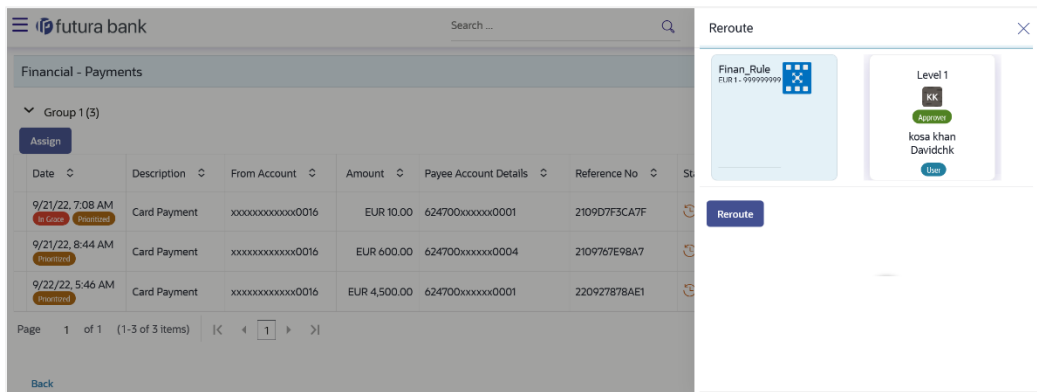 futura bank
Search ...
Reroute
Financial - Payments
Group 1 (3)
Assign
Date Description From Account Amount Payee Account Details Reference No
9/21/22, 7:08 AM
In Grace Prioritized
Card Payment xxxxxxxxxxxx0016 EUR 10.00 624700xxxxxx0001 2109D7F3CA7F
9/21/22, 8:44 AM
Prioritized
Card Payment xxxxxxxxxxxx0016 EUR 600.00 624700xxxxxx0004 2109767E98A7
9/22/22, 5:46 AM
Prioritized
Card Payment xxxxxxxxxxxx0016 EUR 4,500.00 624700xxxxxx0001 220927878AE1
Page 1 of 1 (1-3 of 3 items) 1
Back
Finan_Rule
EUR 1 - 999999999
Level 1
KK
Approver
kosa khan
Davidchk
User
Reroute